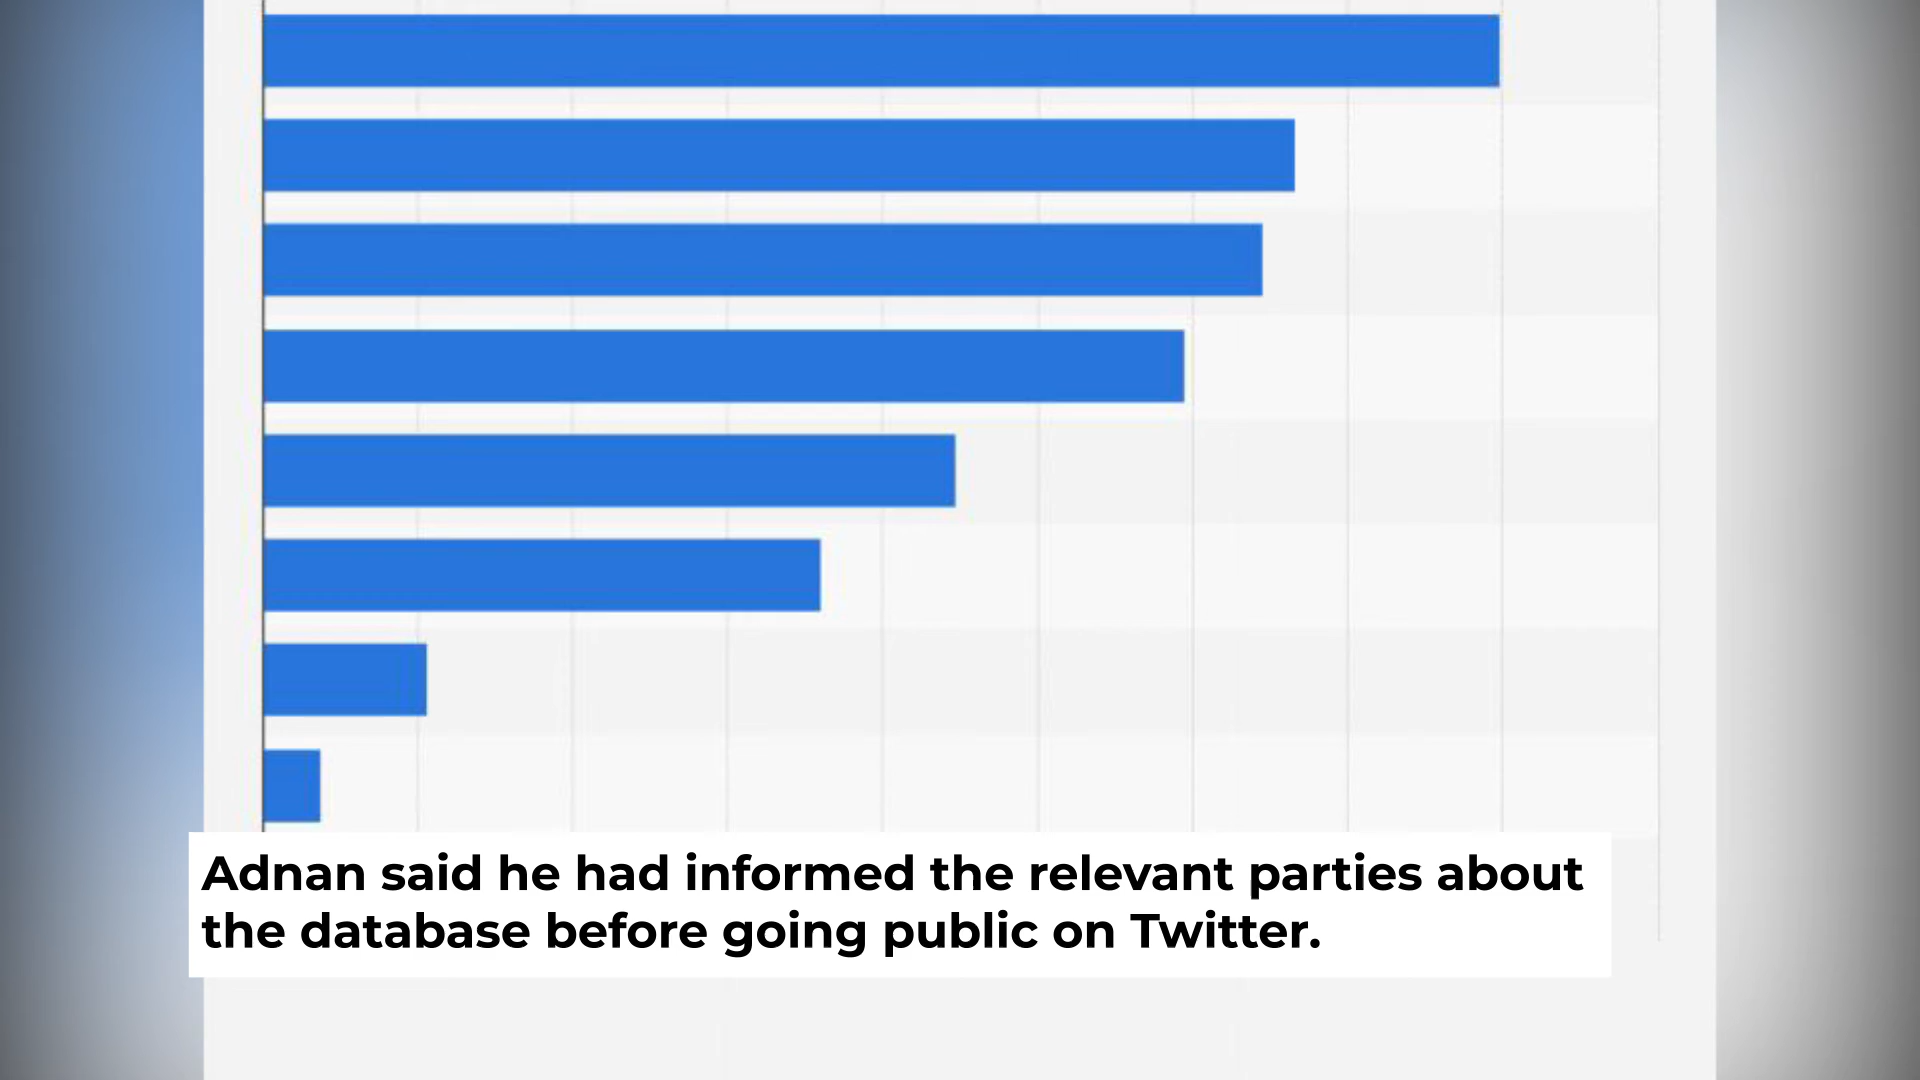 Adnan said he had informed the relevant parties about
the database before going public on Twitter.